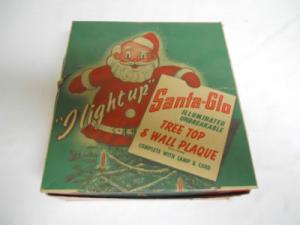 "I light up"
Santa-Glo
ILLUMINATED
UNBREAKABLE
TREE TOP
& WALL PLAQUE
COMPLETE WITH LAMP & CORD